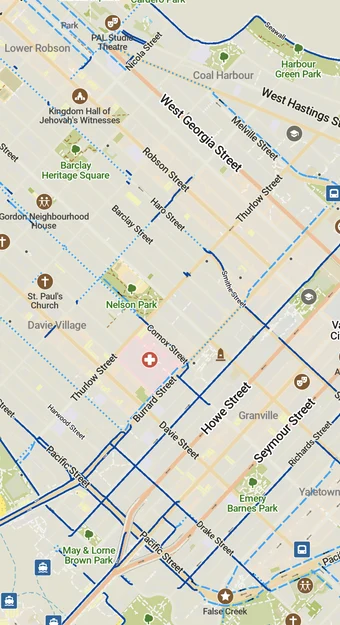 Cardero Park
Park
Seawall
PAL Studio
Theatre
Lower Robson
Nicola Street
Harbour
Green Park
Coal Harbour
West Hastings St
Kingdom Hall of
Jehovah's Witnesses
West Georgia Street
Melville Street
Street
Robson Street
Barclay
Heritage Square
Thurlow Street
Haro Street
Gordon Neighbourhood
House
Barclay Street
Smithe Street
St. Paul's
Church
Nelson Park
Davie Village
Comox Street
Thurlow Street
Burrard Street
Howe Street
Granville
Harwood Street
Davie Street
Seymour Street
Richards Street
Pacific Street
Yaletown
Emery
Barnes Park
Drake Street
Pacific Street
May & Lorne
Brown Park
Pacific
False Creek